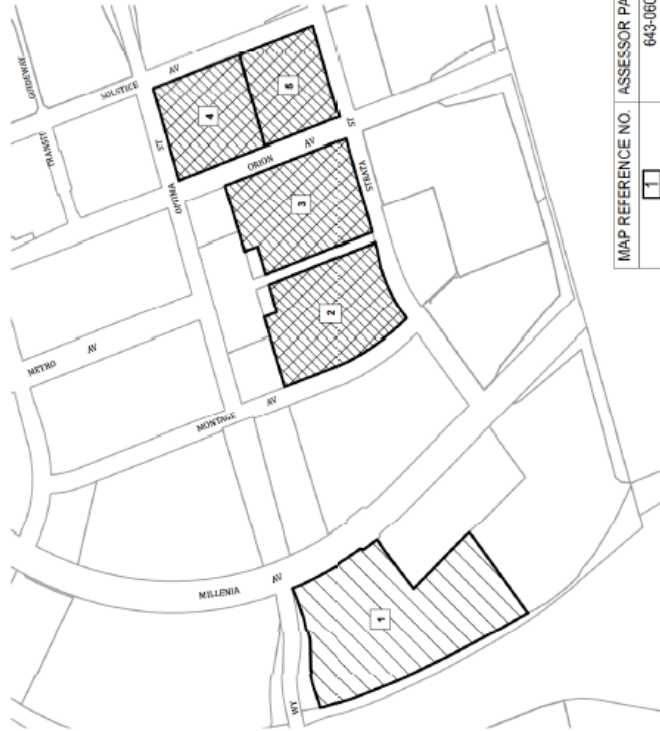 GUIDEWAY
TRANSIT
SOLSTICE
AV
ST
OPTIMA
4
5
ORION
AV
ST
STRATA
3
2
METRO
AV
MONTAGE
AV
MILLENIA
AV
1
WY
MAP REFERENCE NO. ASSESSOR PA
1 643-060